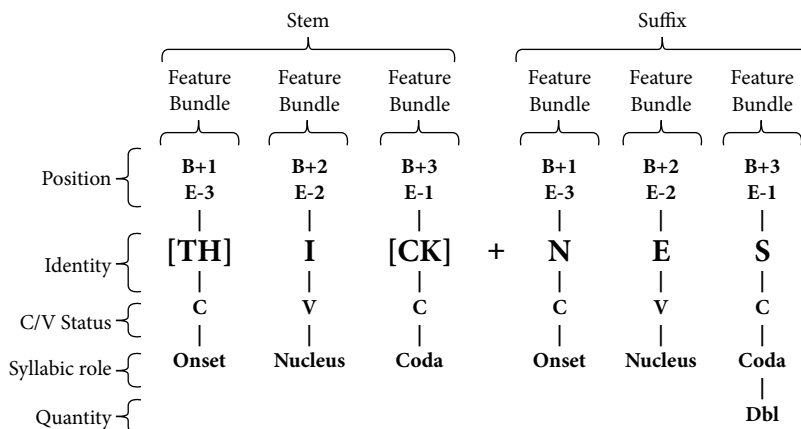 Stem Suffix
Feature Bundle Feature Bundle Feature Bundle Feature Bundle Feature Bundle Feature Bundle
Position B+1 B+2 B+3 B+1 B+2 B+3
E-3 E-2 E-1 E-3 E-2 E-1
Identity [TH] I [CK] + N E S
C/V Status C V C C V C
Syllabic role Onset Nucleus Coda Onset Nucleus Coda
Quantity Dbl